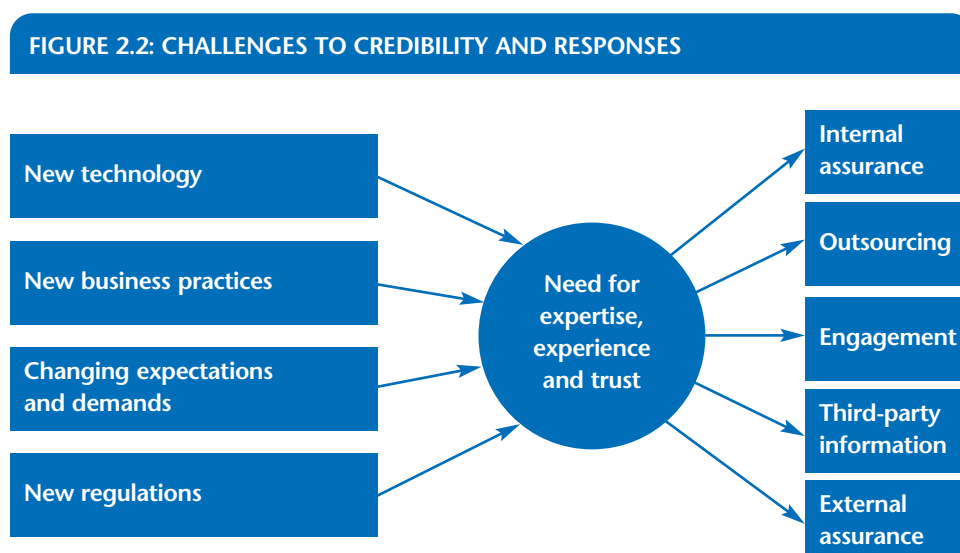 FIGURE 2.2: CHALLENGES TO CREDIBILITY AND RESPONSES
New technology
New business practices
Changing expectations
and demands
New regulations
Need for
expertise,
experience
and trust
Internal
assurance
Outsourcing
Engagement
Third-party
information
External
assurance